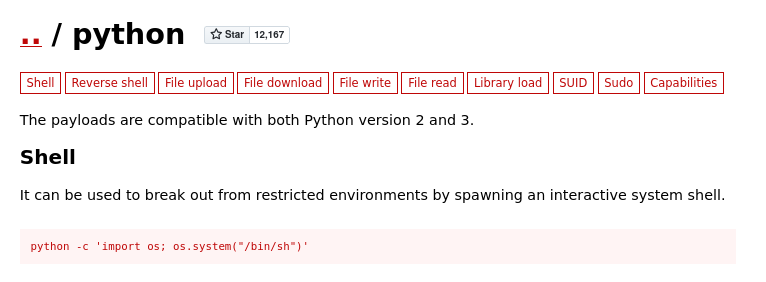 .. / python Star 12,167
Shell Reverse shell File upload File download File write File read Library load SUID Sudo Capabilities
The payloads are compatible with both Python version 2 and 3.
Shell
It can be used to break out from restricted environments by spawning an interactive system shell.
python -c 'import os; os.system("/bin/sh")'